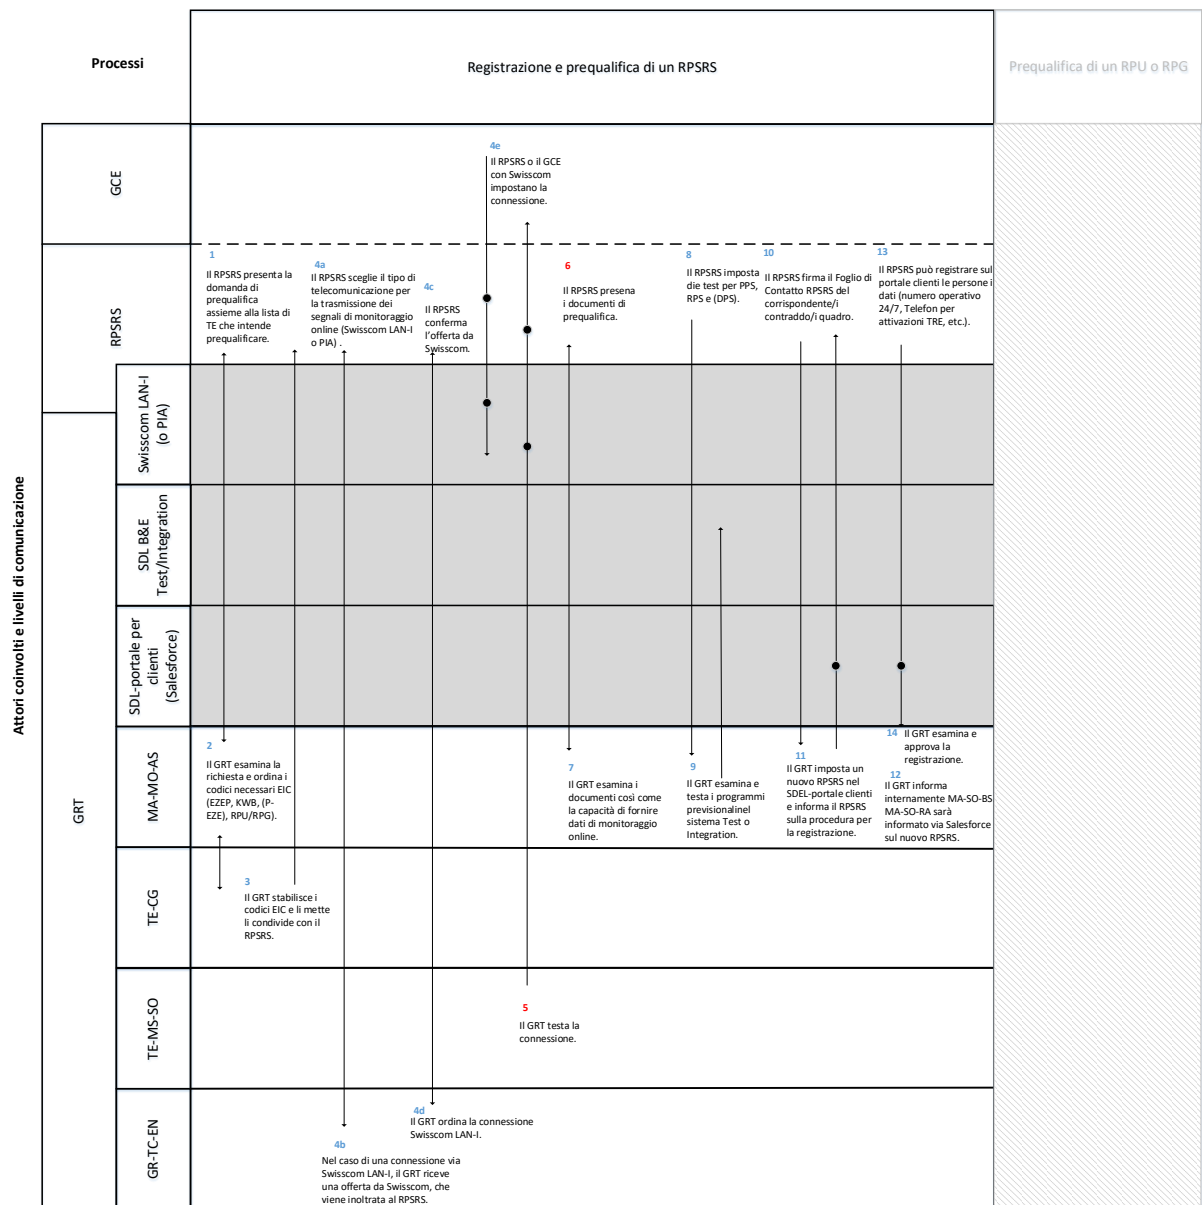 Processi
Registrazione e prequalifica di un RPSRS
Prequalifica di un RPU o RPG
Attori coinvolti e livelli di comunicazione
GCE
4e
Il RPSRS o il GCE
con Swisscom
impostano la
connessione.
RPSRS
1
Il RPSRS presenta la
domanda di
prequalifica
assieme alla lista di
TE che intende
prequalificare.
4a
Il RPSRS sceglie il tipo di
telecomunicazione per
la trasmissione dei
segnali di monitoraggio
online (Swisscom LAN-I
o PIA) .
4c
Il RPSRS
conferma
l'offerta da
Swisscom.
6
Il RPSRS presena
i documenti di
prequalifica.
8
Il RPSRS imposta
die test per PPS,
RPS e (DPS).
10
Il RPSRS firma il Foglio di
Contatto RPSRS del
corrispondente/i
contraddo/i quadro.
13
Il RPSRS può registrare sul
portale clienti le persone i
dati (numero operativo
24/7, Telefon per
attivazioni TRE, etc.).
GRT
Swisscom LAN-I
(o PIA)
SDL B&E
Test/Integration
SDL-portale per
clienti
(Salesforce)
MA-MO-AS
2
Il GRT esamina la
richiesta e ordina i
codici necessari EIC
(EZEP, KWB, (P-
EZE), RPU/RPG).
7
Il GRT esamina i
documenti così come
la capacità di fornire
dati di monitoraggio
online.
9
Il GRT esamina e
testa i programmi
previsionalinel
sistema Test o
Integration.
11
Il GRT imposta un
nuovo RPSRS nel
SDEL-portale clienti
e informa il RPSRS
sulla procedura per
la registrazione.
14
Il GRT esamina e
approva la
registrazione.
12
Il GRT informa
internamente MA-SO-BS
MA-SO-RA sarà
informato via Salesforce
sul nuovo RPSRS.
TE-CG
3
Il GRT stabilisce i
codici EIC e li mette
li condivide con il
RPSRS.
TE-MS-SO
5
Il GRT testa la
connessione.
GR-TC-EN
4d
Il GRT ordina la connessione
Swisscom LAN-I.
4b
Nel caso di una connessione via
Swisscom LAN-I, il GRT riceve
una offerta da Swisscom, che
viene inoltrata al RPSRS.